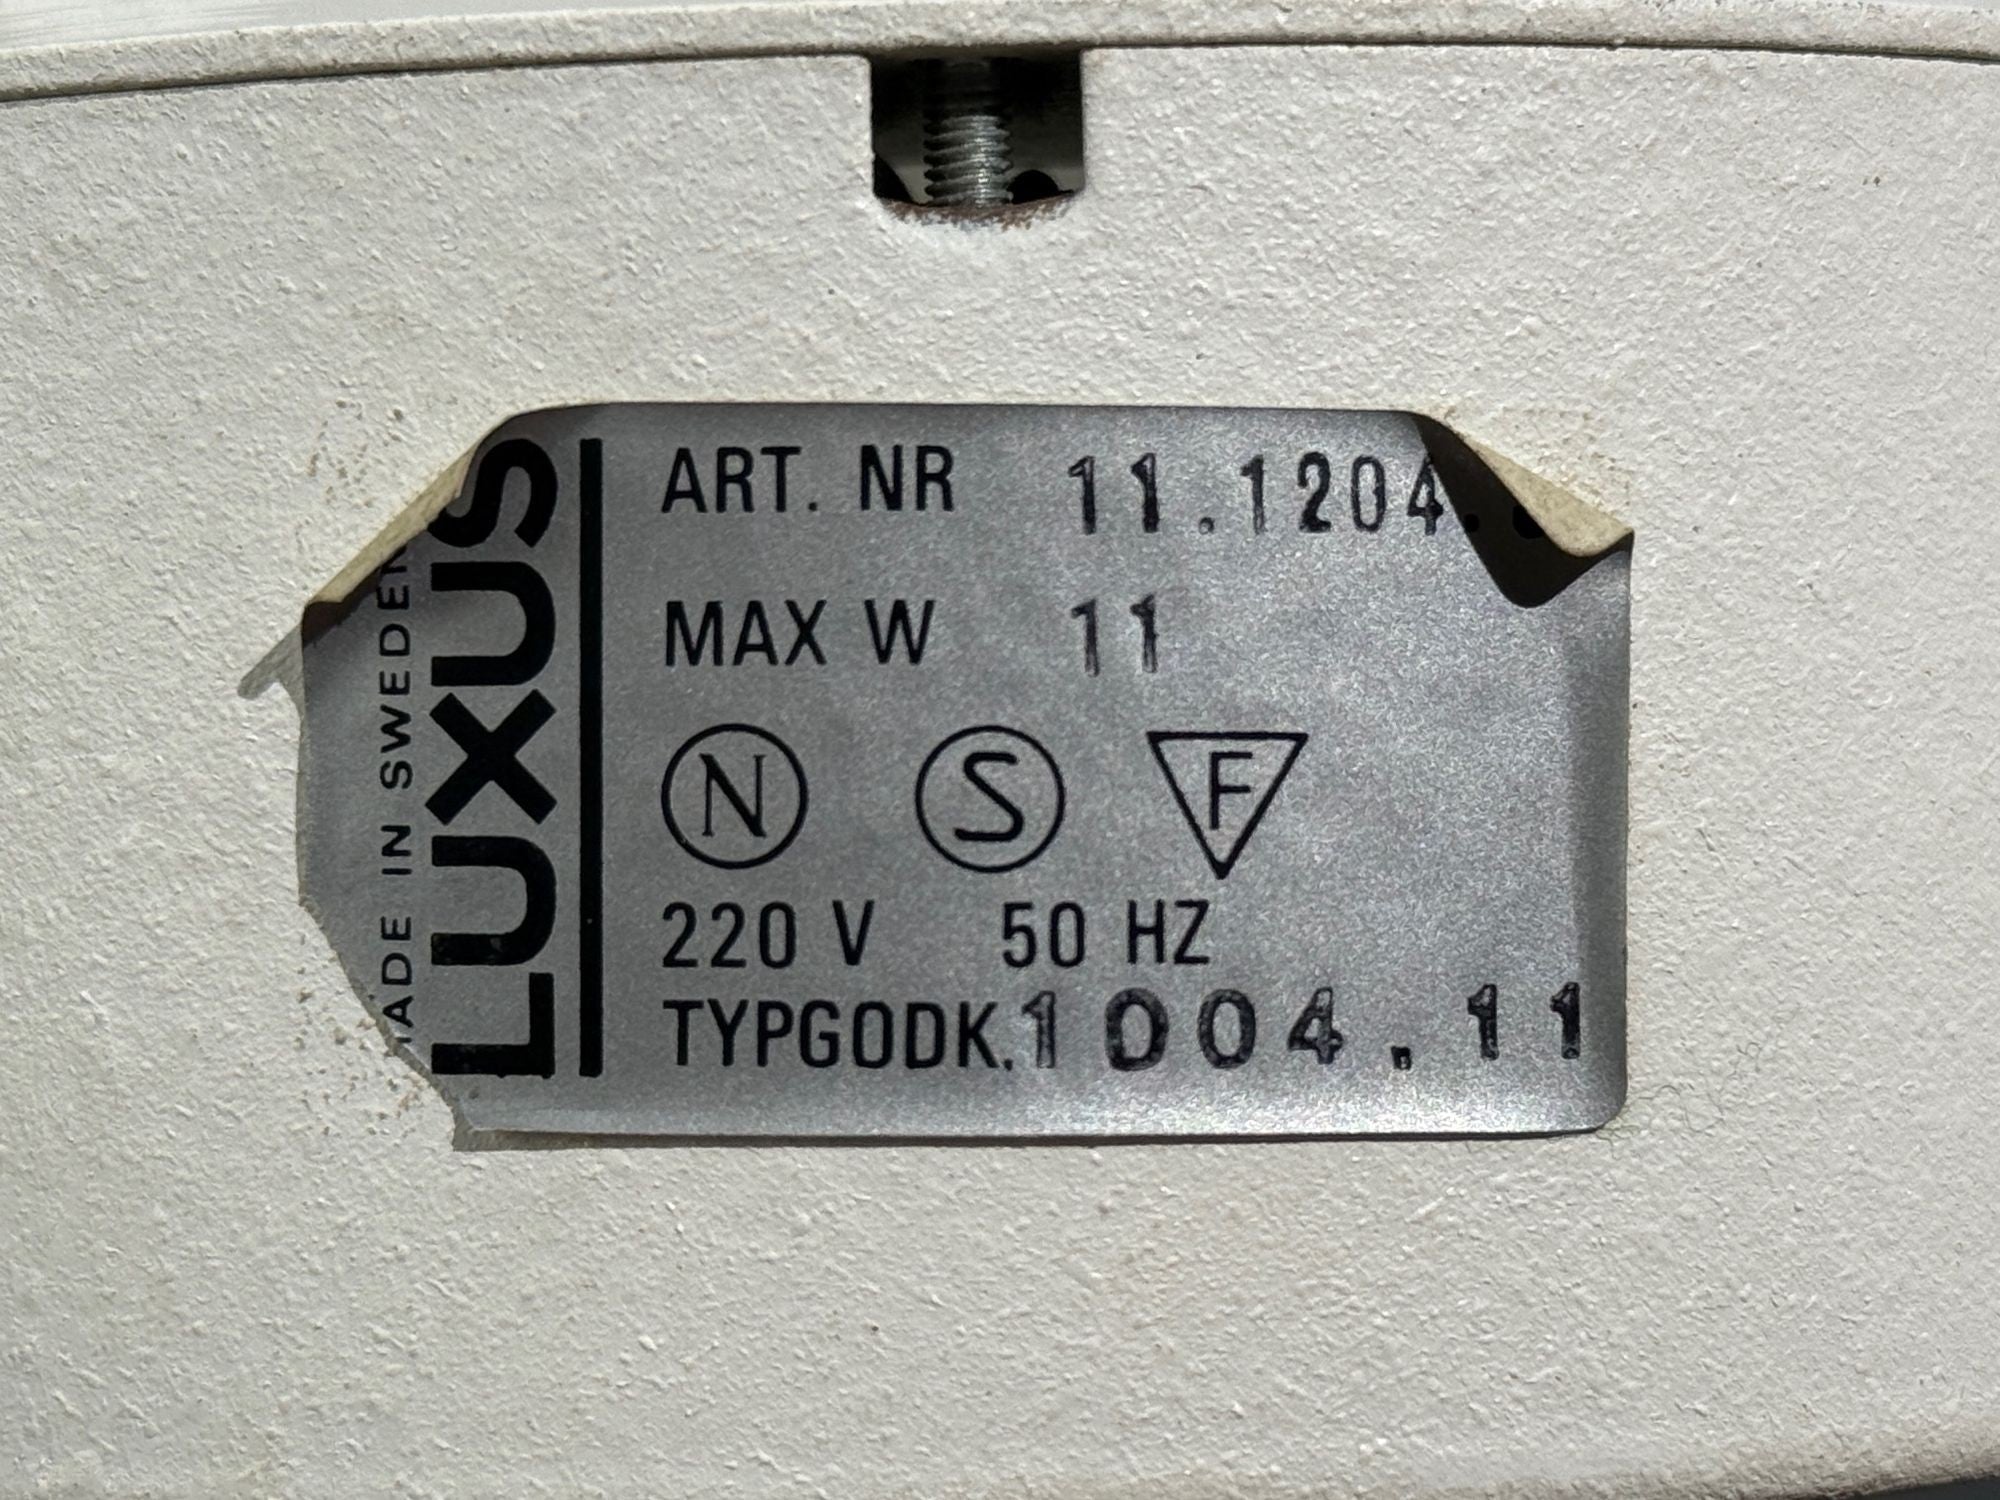 MADE IN SWEDEN
LUXUS
ART. NR 11.1204.
MAX W 11
N S F
220 V 50 HZ
TYPGODK.1004.11